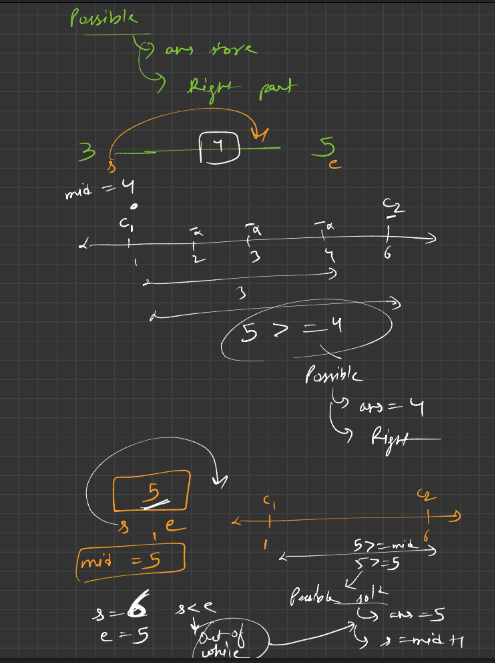 Possible
ans store
Right part
3 4 5
s e
mid = 4
C1 -a -a -a C2
1 2 3 4 6
3
5 >= 4
Possible
ans = 4
Right
5
s e
mid = 5
C1 C2
1 6
5>=mid
5>=5
Possible solⁿ
ans = 5
s = mid+1
s = 6 s<e
e = 5
out of
while